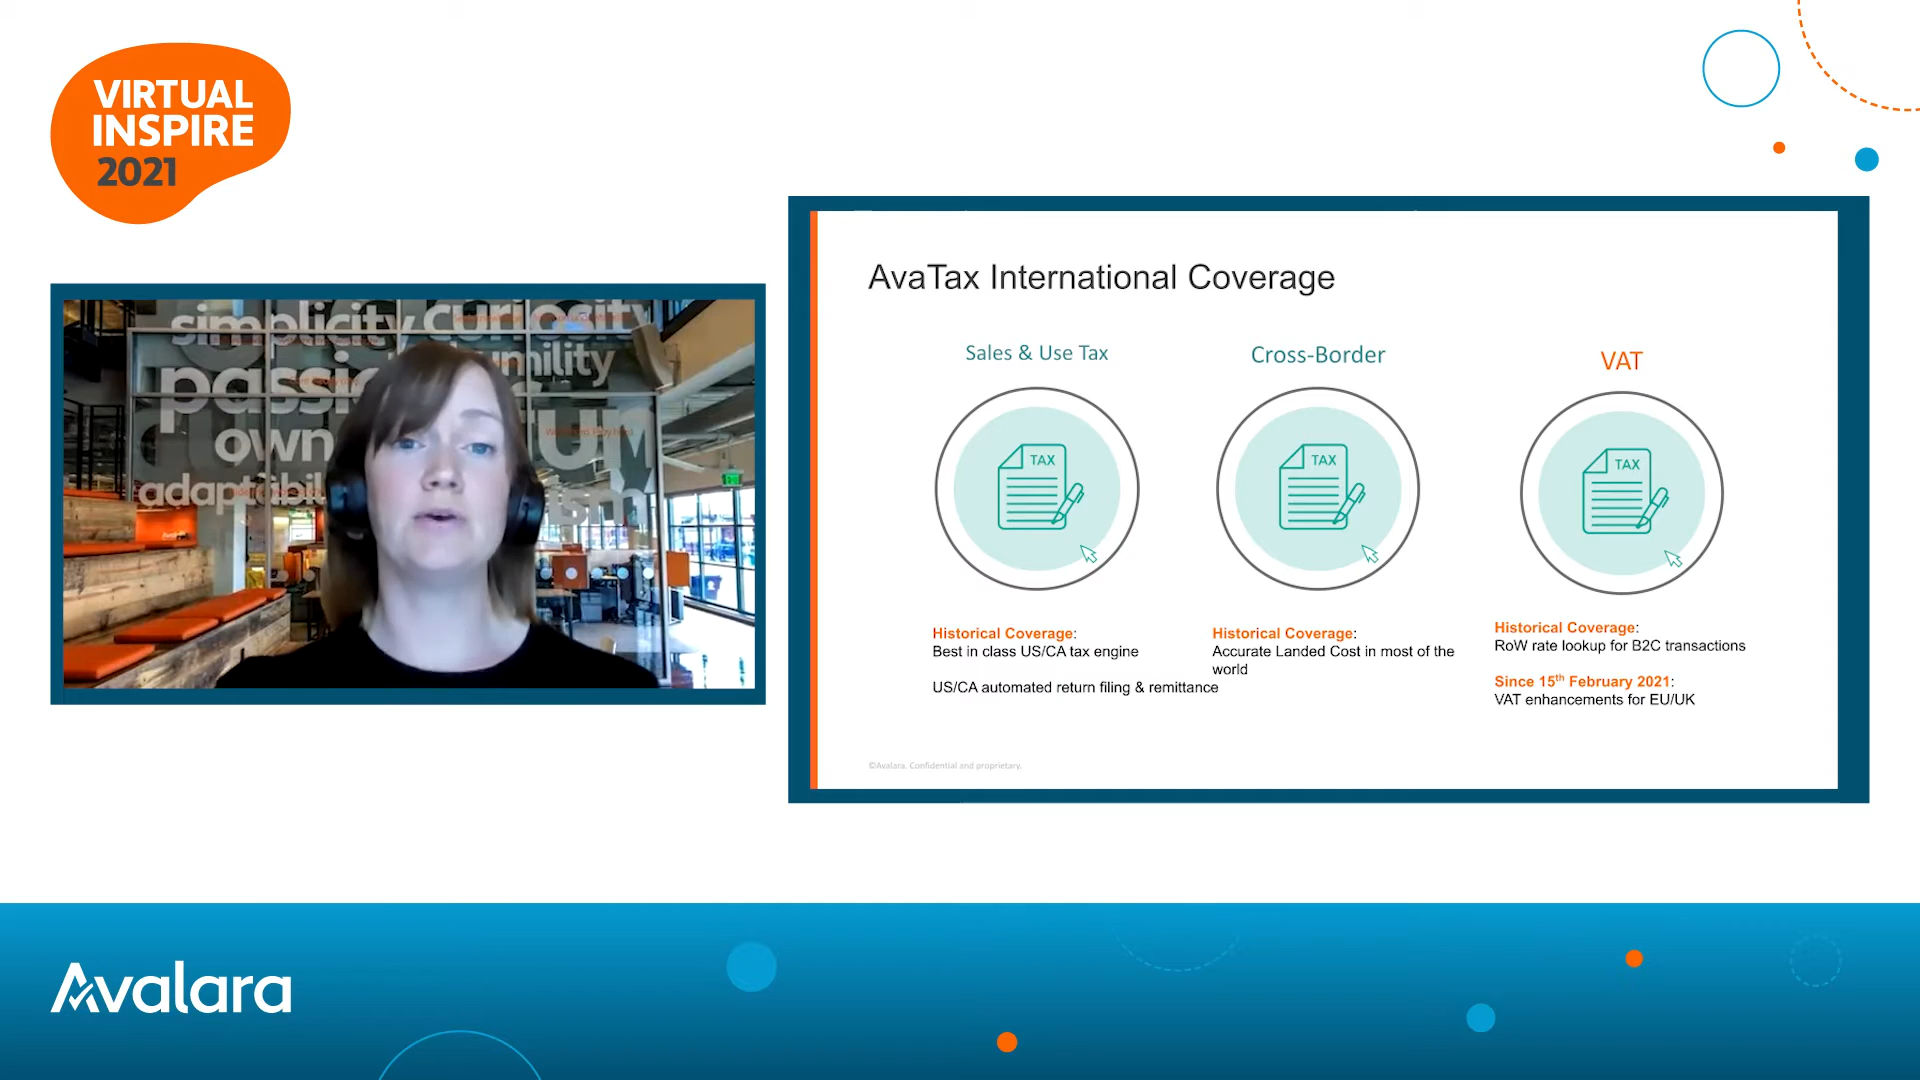 VIRTUAL
INSPIRE
2021
simplicity
curiosity
humility
passi
own
adaptabil
ism
AvaTax International Coverage
Sales & Use Tax
Cross-Border
VAT
TAX
TAX
TAX
Historical Coverage:
Best in class US/CA tax engine
US/CA automated return filing & remittance
Historical Coverage:
Accurate Landed Cost in most of the
world
Historical Coverage:
RoW rate lookup for B2C transactions
Since 15th February 2021:
VAT enhancements for EU/UK
©Avalara. Confidential and proprietary.
Avalara